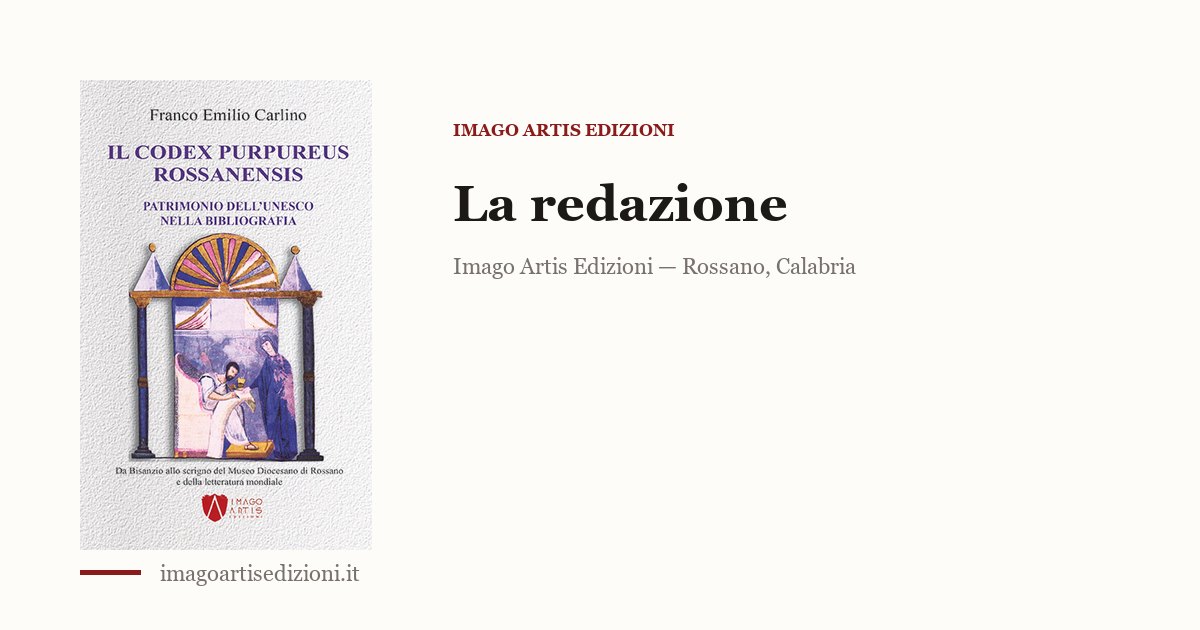 Franco Emilio Carlino
IL CODEX PURPUREUS
ROSSANENSIS
PATRIMONIO DELL'UNESCO
NELLA BIBLIOGRAFIA
Da Bisanzio allo scrigno del Museo Diocesano di Rossano
e della letteratura mondiale
IMAGO
ARTIS
EDIZIONI
IMAGO ARTIS EDIZIONI
La redazione
Imago Artis Edizioni — Rossano, Calabria
imagoartisedizioni.it